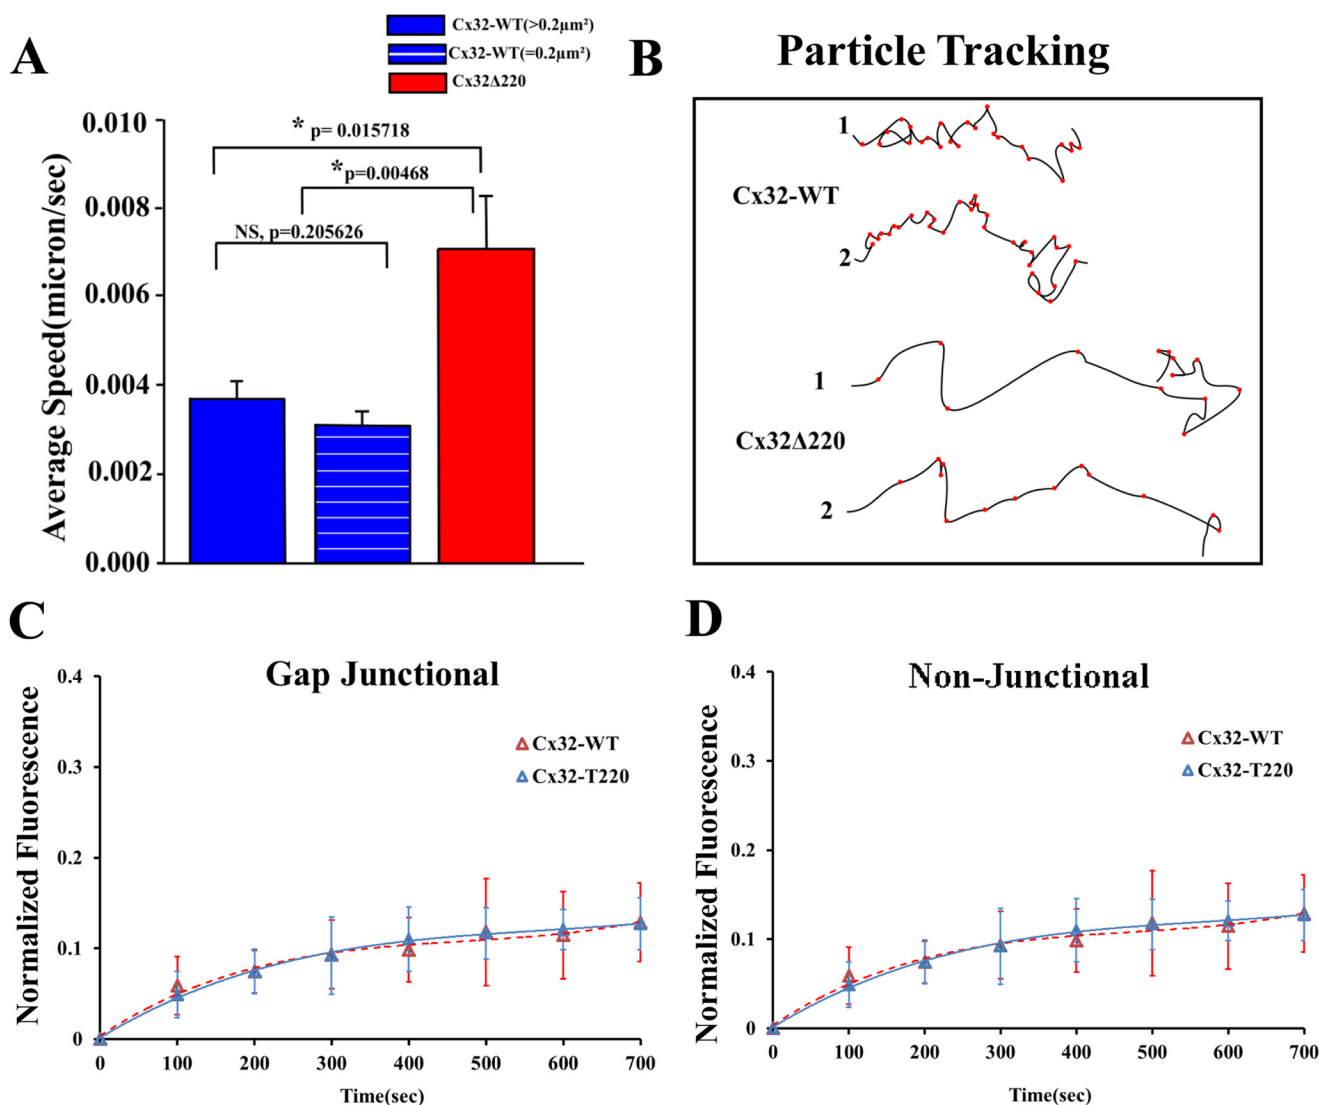 A
Cx32-WT(>0.2µm²)
Cx32-WT(=0.2µm²)
Cx32Δ220
Average Speed(micron/sec)
0.010
0.008
0.006
0.004
0.002
0.000
* p= 0.015718
*p=0.00468
NS, p=0.205626
B
Particle Tracking
1
Cx32-WT
2
1
Cx32Δ220
2
C
Gap Junctional
Normalized Fluorescence
0.4
0.3
0.2
0.1
0
Cx32-WT
Cx32-T220
0 100 200 300 400 500 600 700
Time(sec)
D
Non-Junctional
Normalized Fluorescence
0.4
0.3
0.2
0.1
0
Cx32-WT
Cx32-T220
0 100 200 300 400 500 600 700
Time(sec)